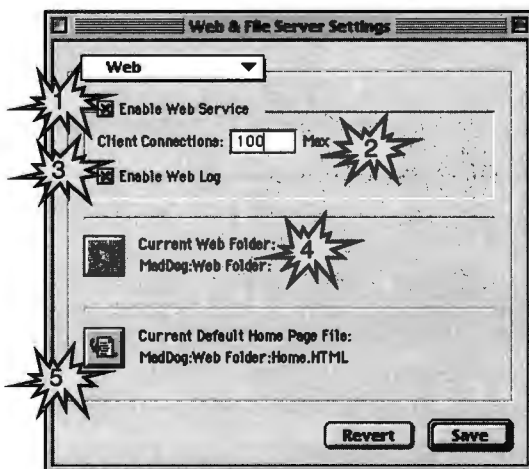 Web & File Server Settings
Web
1
Enable Web Service
Client Connections: 100 Max
2
3
Enable Web Log
4
Current Web Folder:
MadDog:Web Folder:
Current Default Home Page File:
MadDog:Web Folder:Home.HTML
5
Revert Save